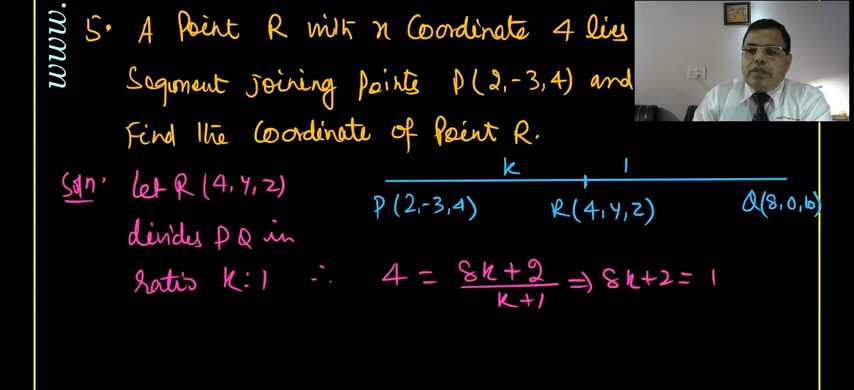 www.
5. A Point R with x Coordinate 4 lies
Segment joining Points P(2,-3,4) and
Find the Coordinate of Point R.
Soln. Let R (4, y, z)
divides PQ in
ratio K:1 ∴ 4 = 8k+2/k+1 ⇒ 8k+2 = 1
k 1
P(2,-3,4) R(4,y,z) Q(8,0,10)